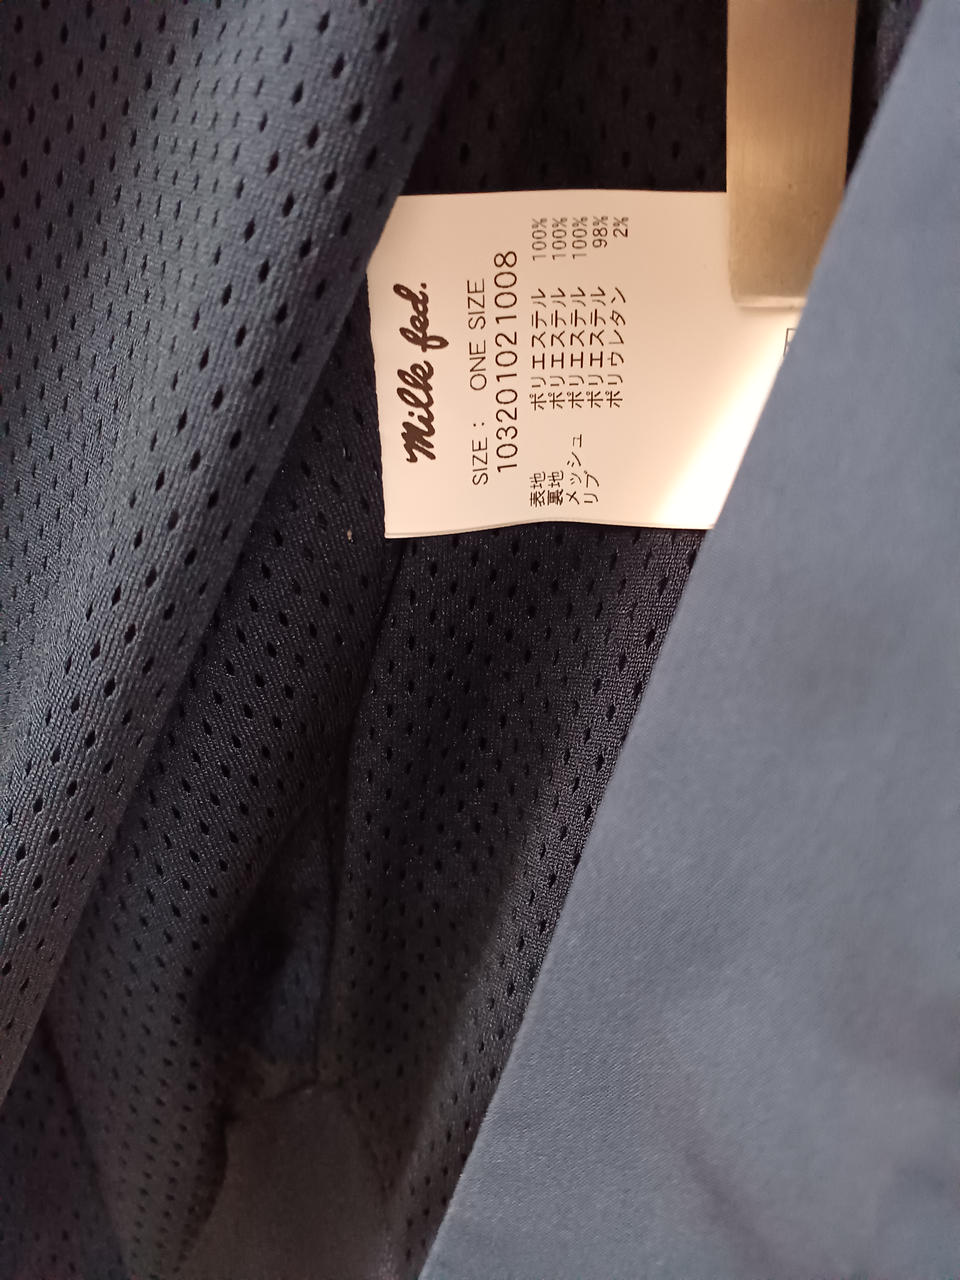 Milk fed.
SIZE : ONE SIZE
103201021008
表地 ポリエステル 100%
裏地 ポリエステル 100%
メッシュ ポリエステル 100%
リブ ポリエステル 98%
ポリウレタン 2%